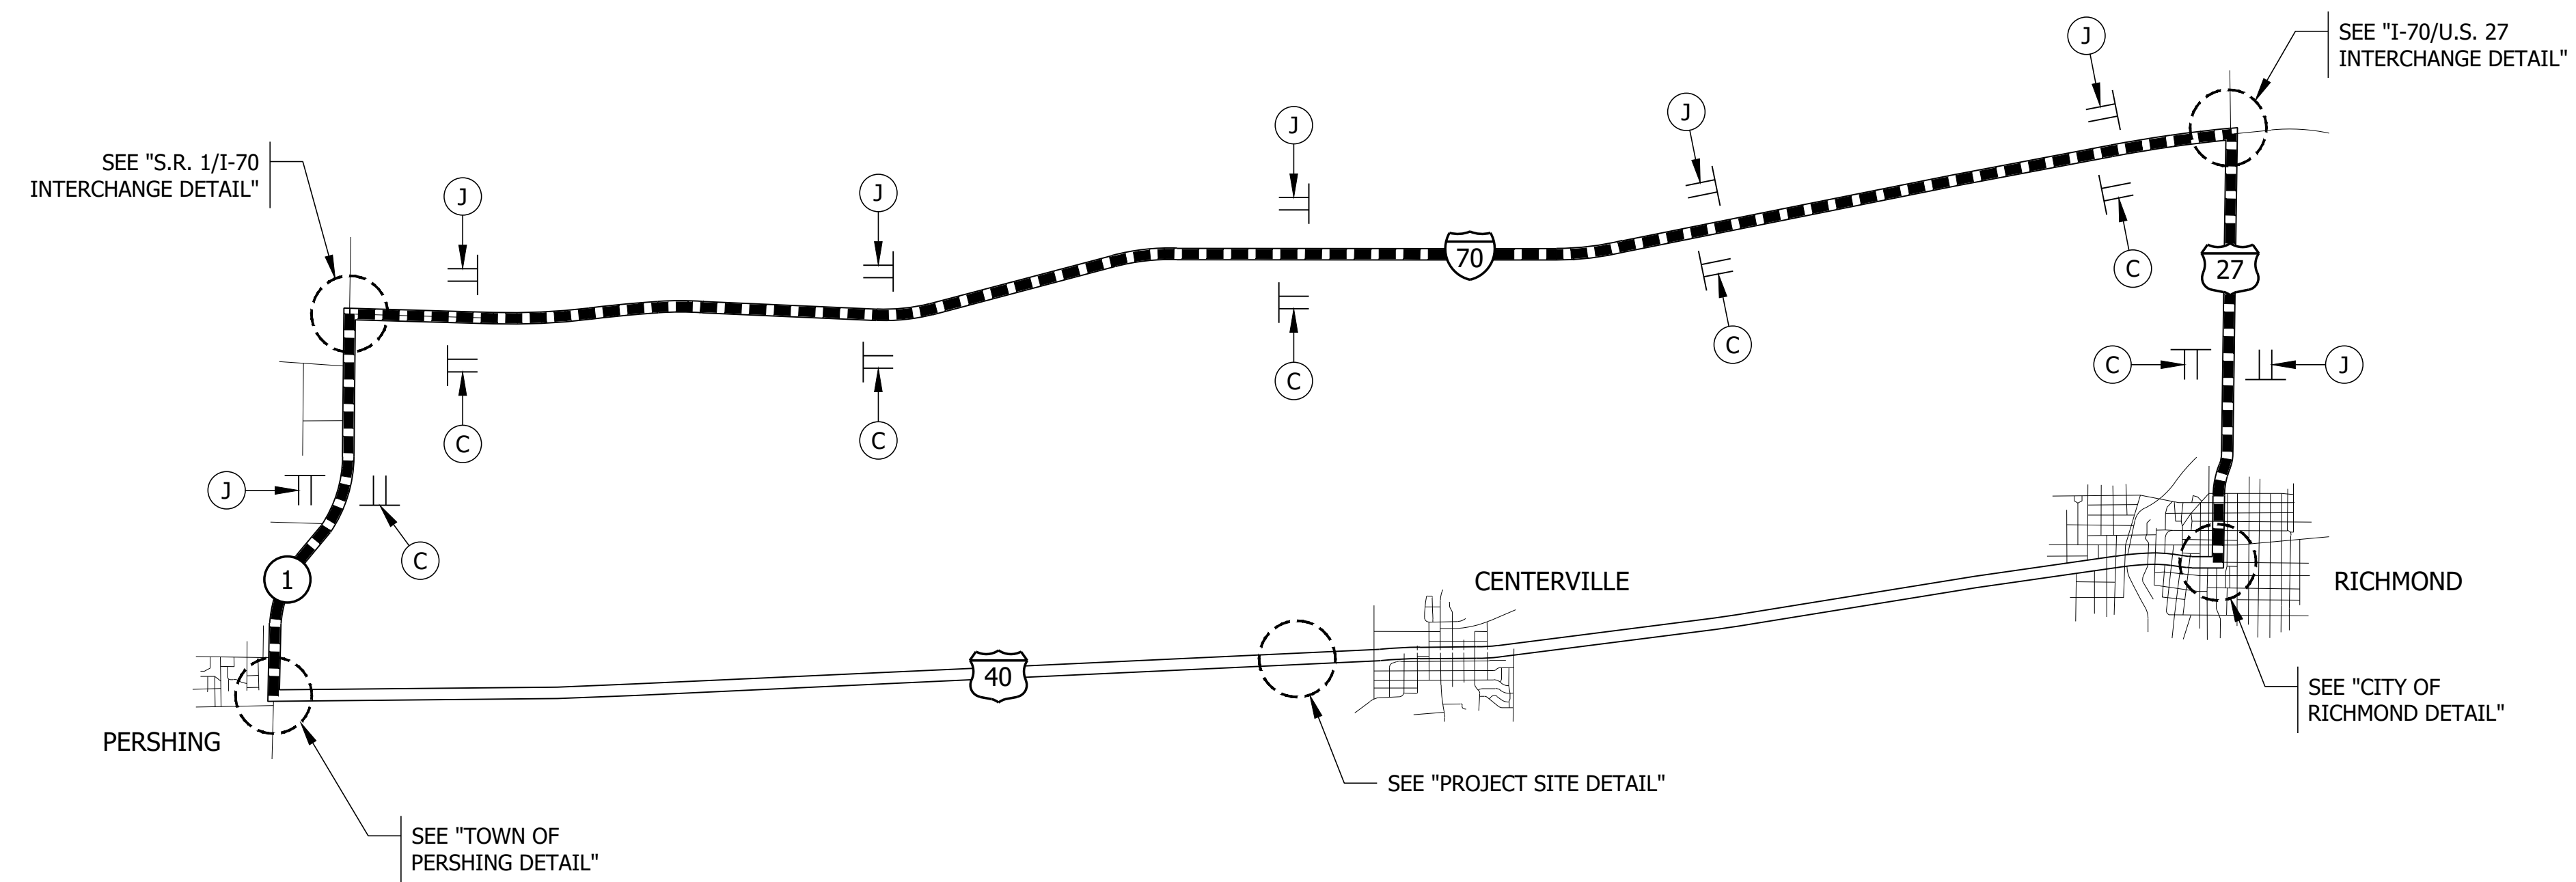 J
SEE "I-70/U.S. 27
INTERCHANGE DETAIL"
J
J
SEE "S.R. 1/I-70
INTERCHANGE DETAIL"
J
J
70
C
27
C
C
C
J
C
C
J
C
1
CENTERVILLE
RICHMOND
40
SEE "CITY OF
RICHMOND DETAIL"
PERSHING
SEE "PROJECT SITE DETAIL"
SEE "TOWN OF
PERSHING DETAIL"